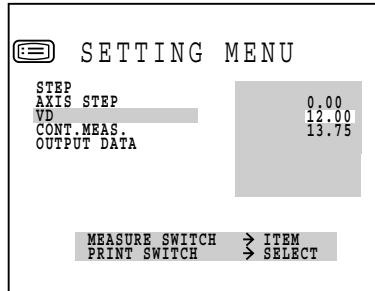 SETTING MENU
STEP
AXIS STEP 0.00
VD 12.00
CONT.MEAS. 13.75
OUTPUT DATA
MEASURE SWITCH → ITEM
PRINT SWITCH → SELECT